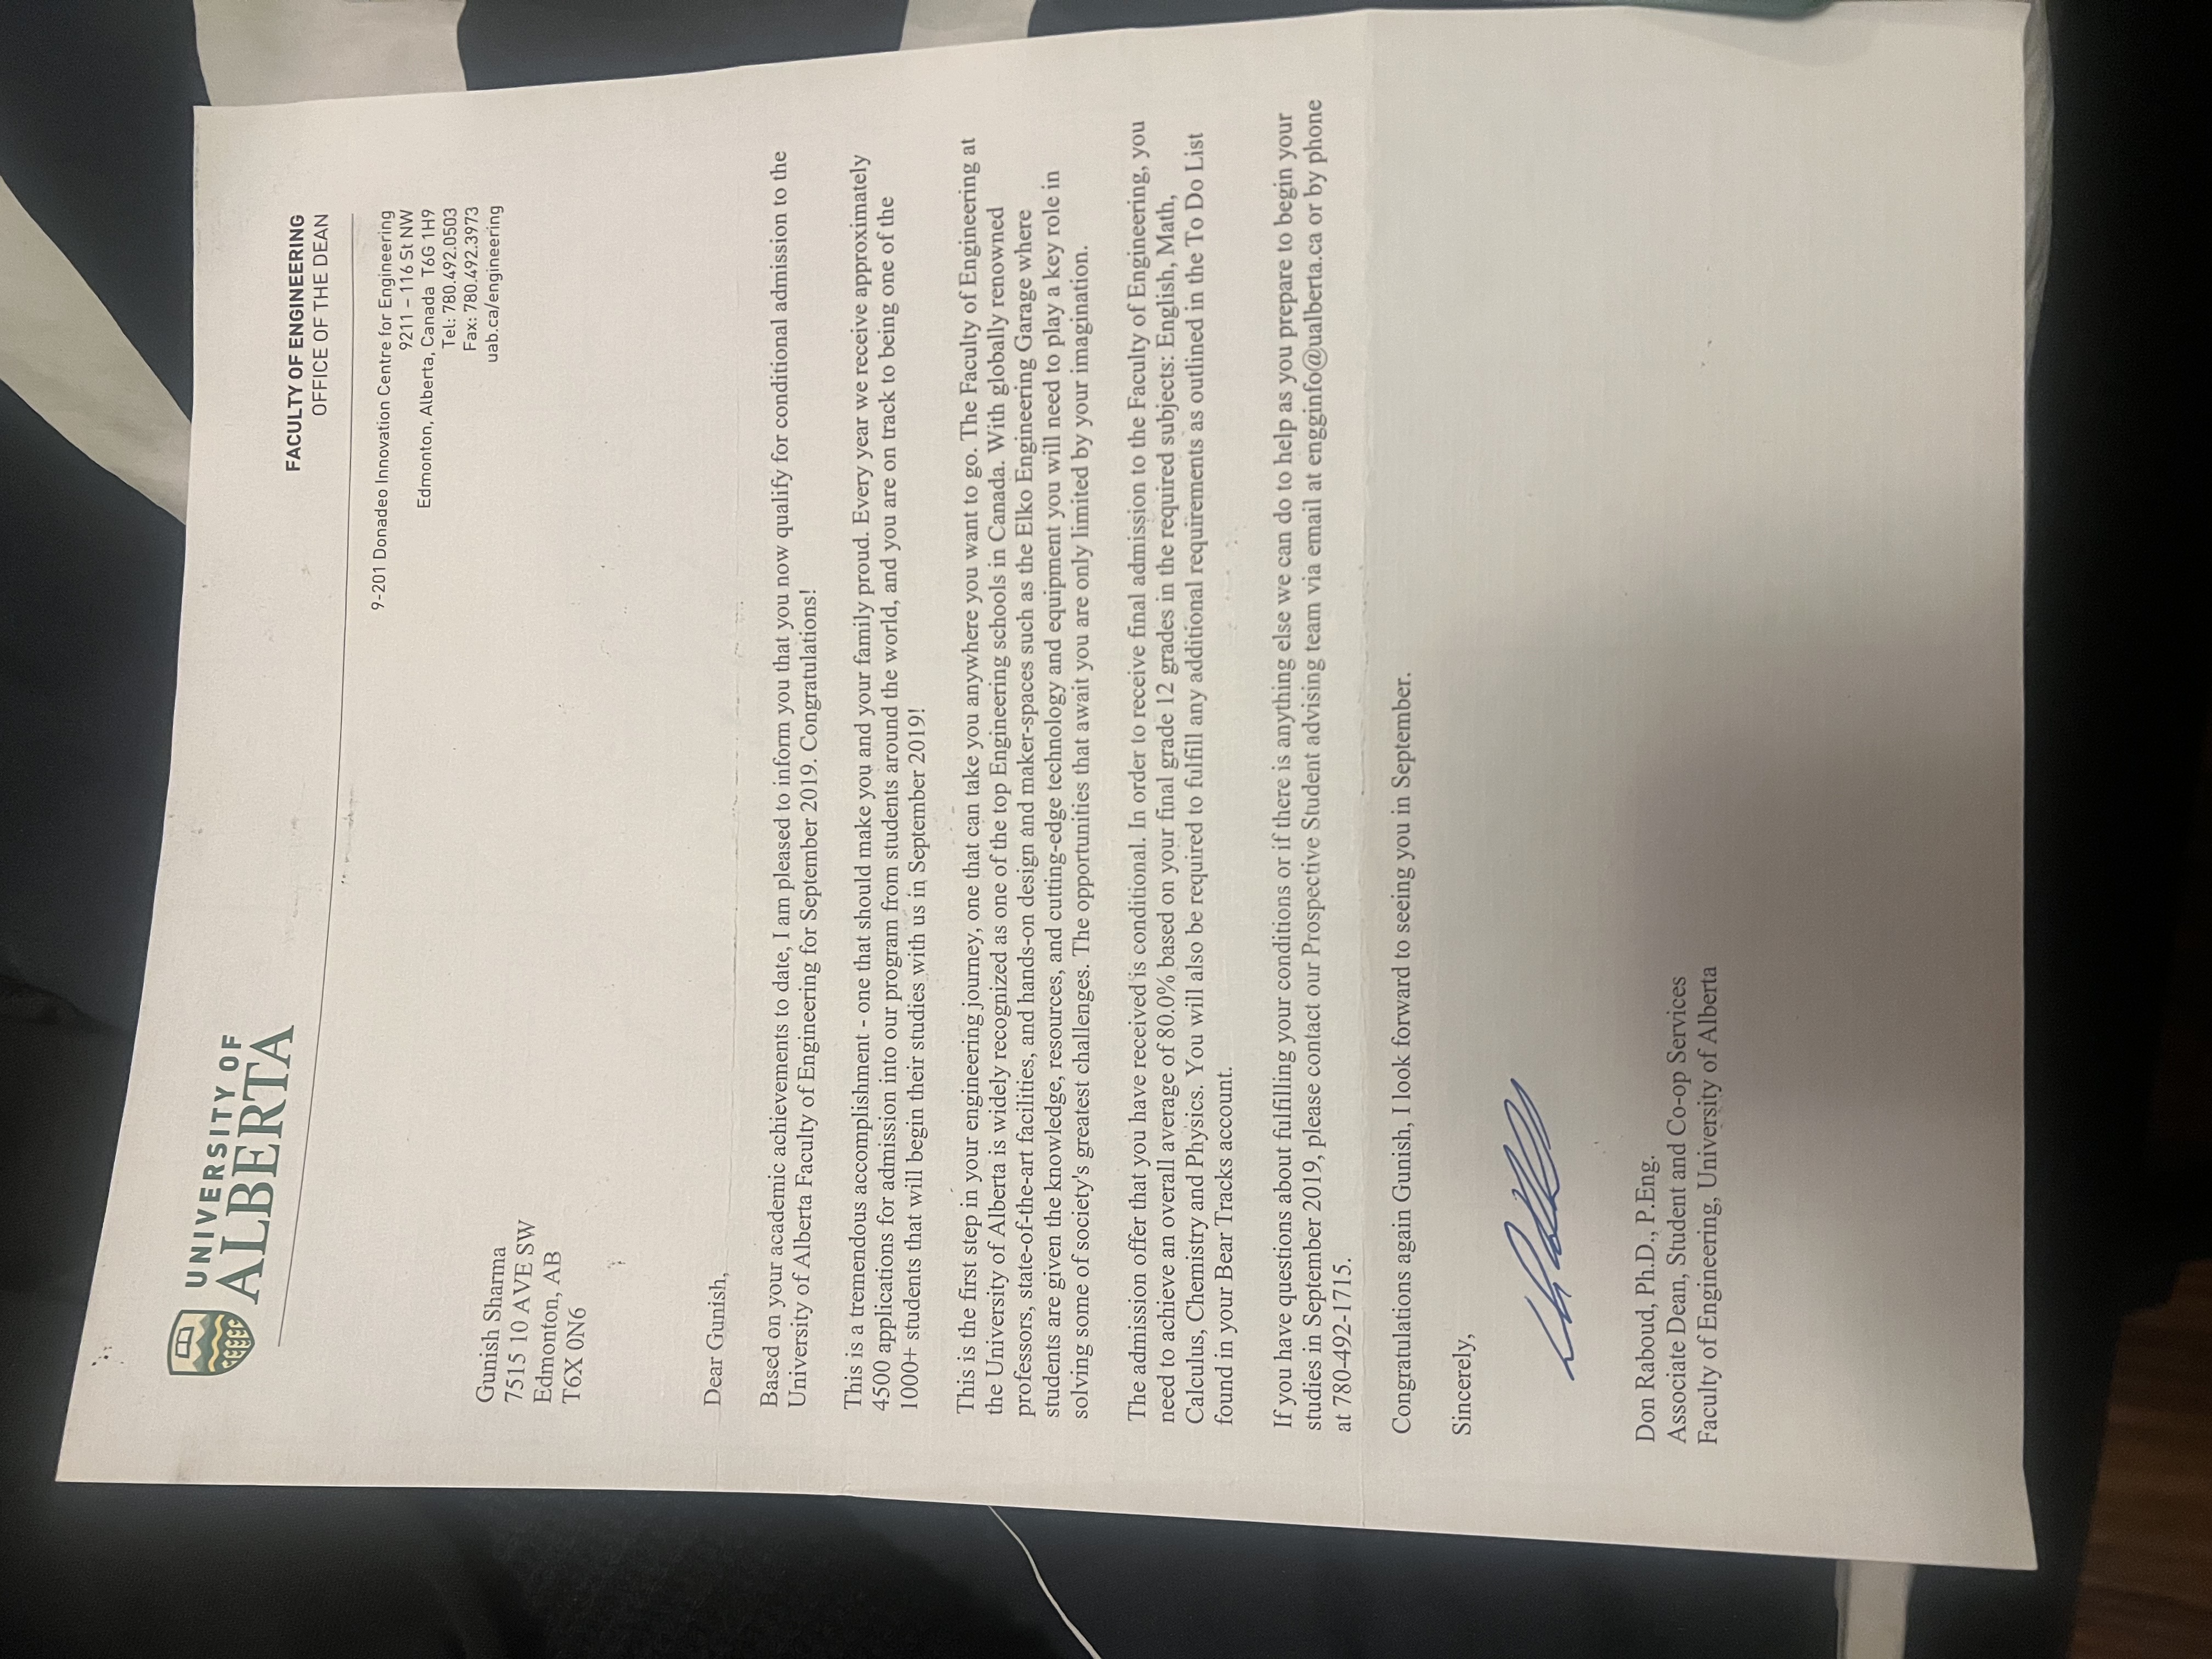 UNIVERSITY OF
ALBERTA
FACULTY OF ENGINEERING
OFFICE OF THE DEAN
9-201 Donadeo Innovation Centre for Engineering
9211 – 116 St NW
Edmonton, Alberta, Canada T6G 1H9
Tel: 780.492.0503
Fax: 780.492.3973
uab.ca/engineering
Gunish Sharma
7515 10 AVE SW
Edmonton, AB
T6X 0N6
Dear Gunish,
Based on your academic achievements to date, I am pleased to inform you that you now qualify for conditional admission to the
University of Alberta Faculty of Engineering for September 2019. Congratulations!
This is a tremendous accomplishment - one that should make you and your family proud. Every year we receive approximately
4500 applications for admission into our program from students around the world, and you are on track to being one of the
1000+ students that will begin their studies with us in September 2019!
This is the first step in your engineering journey, one that can take you anywhere you want to go. The Faculty of Engineering at
the University of Alberta is widely recognized as one of the top Engineering schools in Canada. With globally renowned
professors, state-of-the-art facilities, and hands-on design and maker-spaces such as the Elko Engineering Garage where
students are given the knowledge, resources, and cutting-edge technology and equipment you will need to play a key role in
solving some of society's greatest challenges. The opportunities that await you are only limited by your imagination.
The admission offer that you have received is conditional. In order to receive final admission to the Faculty of Engineering, you
need to achieve an overall average of 80.0% based on your final grade 12 grades in the required subjects: English, Math,
Calculus, Chemistry and Physics. You will also be required to fulfill any additional requirements as outlined in the To Do List
found in your Bear Tracks account.
If you have questions about fulfilling your conditions or if there is anything else we can do to help as you prepare to begin your
studies in September 2019, please contact our Prospective Student advising team via email at engginfo@ualberta.ca or by phone
at 780-492-1715.
Congratulations again Gunish, I look forward to seeing you in September.
Sincerely,
Don Raboud, Ph.D., P.Eng.
Associate Dean, Student and Co-op Services
Faculty of Engineering, University of Alberta